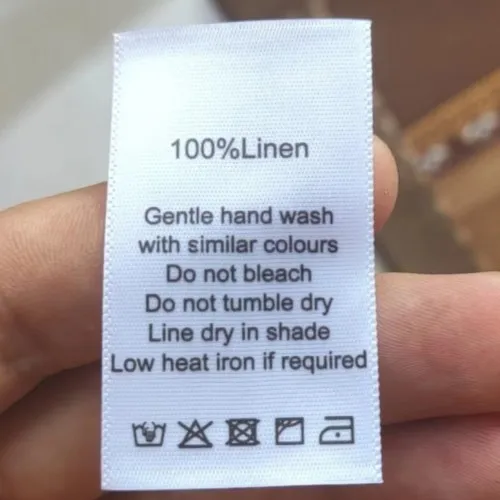 100%Linen
Gentle hand wash
with similar colours
Do not bleach
Do not tumble dry
Line dry in shade
Low heat iron if required